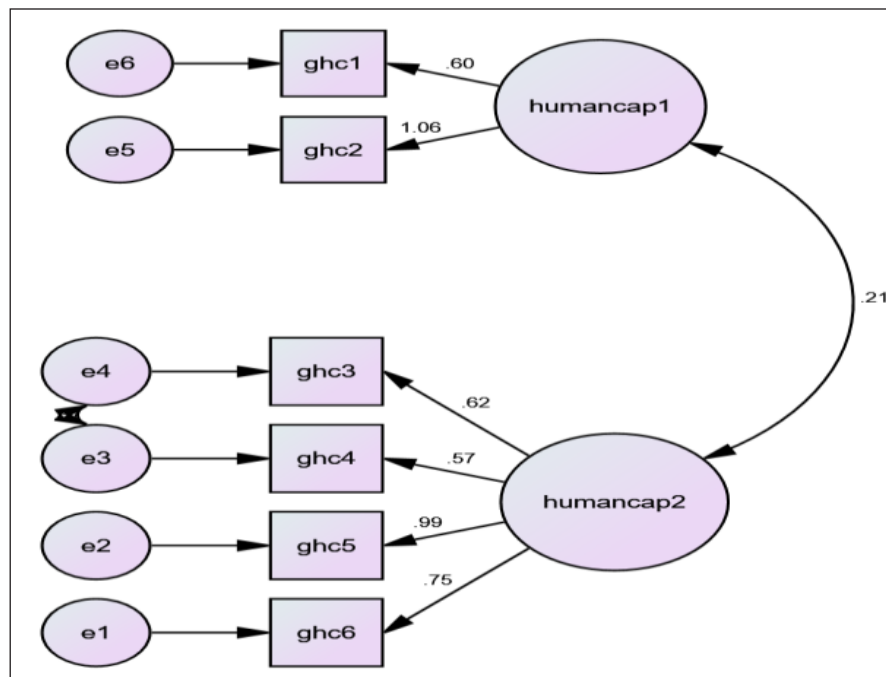 e6
ghc1
.60
humancap1
e5
ghc2
1.06
.21
e4
ghc3
.62
e3
ghc4
.57
humancap2
e2
ghc5
.99
.75
e1
ghc6